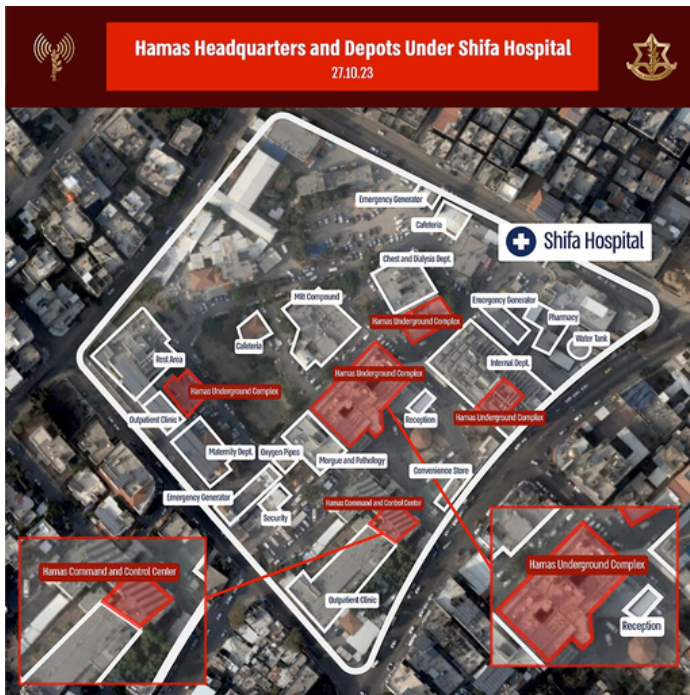 Hamas Headquarters and Depots Under Shifa Hospital
27.10.23
Emergency Generator
Cafeteria
Shifa Hospital
Chest and Dialysis Dept.
MRI Compound
Emergency Generator
Pharmacy
Hamas Underground Complex
Water Tank
Cafeteria
Rest Area
Internal Dept.
Hamas Underground Complex
Hamas Underground Complex
Reception
Hamas Underground Complex
Outpatient Clinic
Maternity Dept.
Oxygen Pipes
Morgue and Pathology
Convenience Store
Emergency Generator
Hamas Command and Control Center
Security
Hamas Command and Control Center
Hamas Underground Complex
Outpatient Clinic
Reception